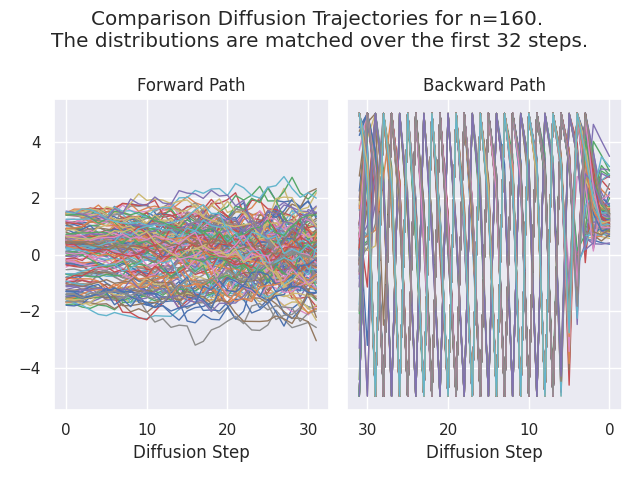 Comparison Diffusion Trajectories for n=160.
The distributions are matched over the first 32 steps.
Forward Path
Backward Path
4
2
0
−2
−4
0 10 20 30
30 20 10 0
Diffusion Step
Diffusion Step